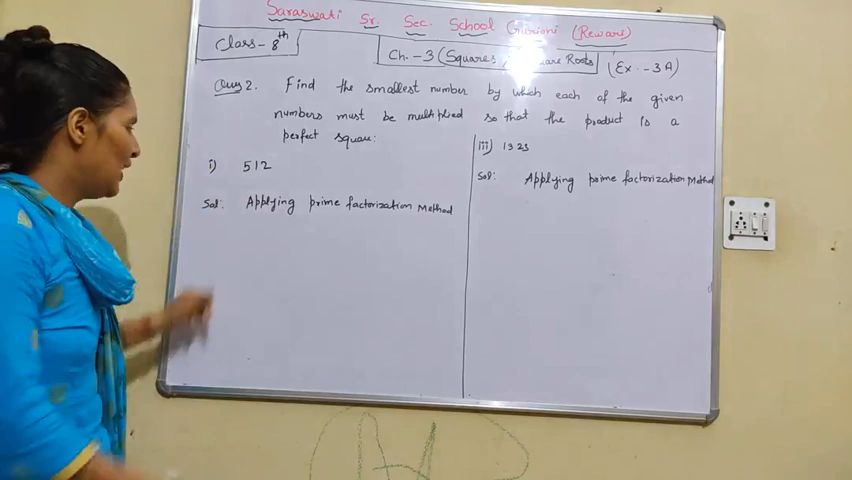 Saraswati Sr. Sec. School Gurioni (Rewari)
Class - 8th
Ch. - 3 (Squares, Square Roots) (Ex. - 3A)
Ques 2. Find the smallest number by which each of the given
numbers must be multiplied so that the product is a
perfect square:
i) 512
Sol: Applying prime factorization Method
iii) 1323
Sol: Applying prime factorization Method